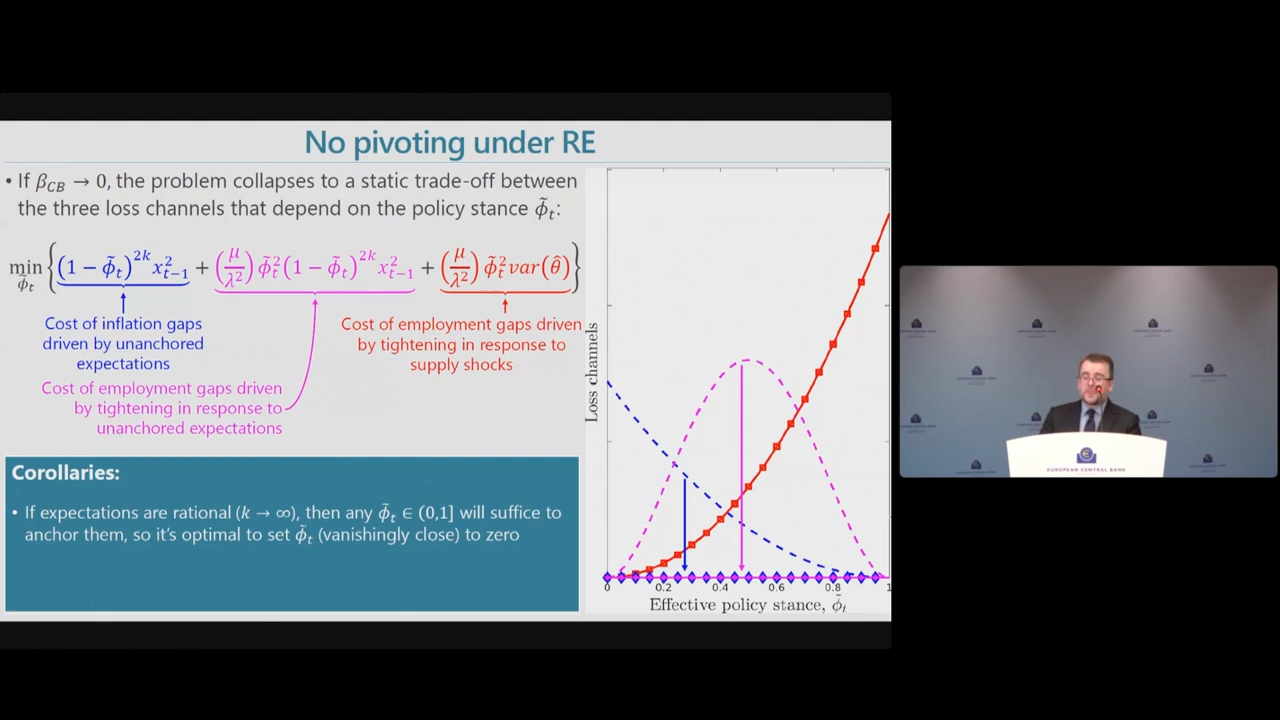 No pivoting under RE
• If β_CB → 0, the problem collapses to a static trade-off between
the three loss channels that depend on the policy stance φ̃_t:
min_φ̃_t {(1 − φ̃_t)^2k x²_t−1 + (μ/λ²) φ̃²_t (1 − φ̃_t)^2k x²_t−1 + (μ/λ²) φ̃²_t var(θ̂)}
Cost of inflation gaps
driven by unanchored
expectations
Cost of employment gaps driven
by tightening in response to
supply shocks
Cost of employment gaps driven
by tightening in response to
unanchored expectations
Corollaries:
• If expectations are rational (k → ∞), then any φ̃_t ∈ (0,1] will suffice to
anchor them, so it's optimal to set φ̃_t (vanishingly close) to zero
Loss channels
0 0.2 0.4 0.6 0.8 1
Effective policy stance, φ̃_t
EUROPEAN CENTRAL BANK